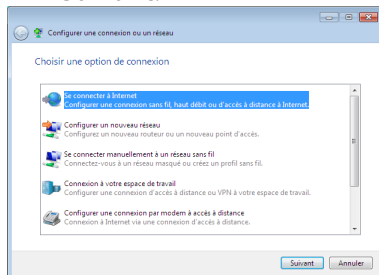 Configurer une connexion ou un réseau
Choisir une option de connexion
Se connecter à Internet
Configurer une connexion sans fil, haut débit ou d'accès à distance à Internet.
Configurer un nouveau réseau
Configurez un nouveau routeur ou un nouveau point d'accès.
Se connecter manuellement à un réseau sans fil
Connectez-vous à un réseau masqué ou créez un profil sans fil.
Connexion à votre espace de travail
Configurer une connexion d'accès à distance ou VPN à votre espace de travail.
Configurer une connexion par modem à accès à distance
Connexion à Internet via une connexion d'accès à distance.
Suivant
Annuler